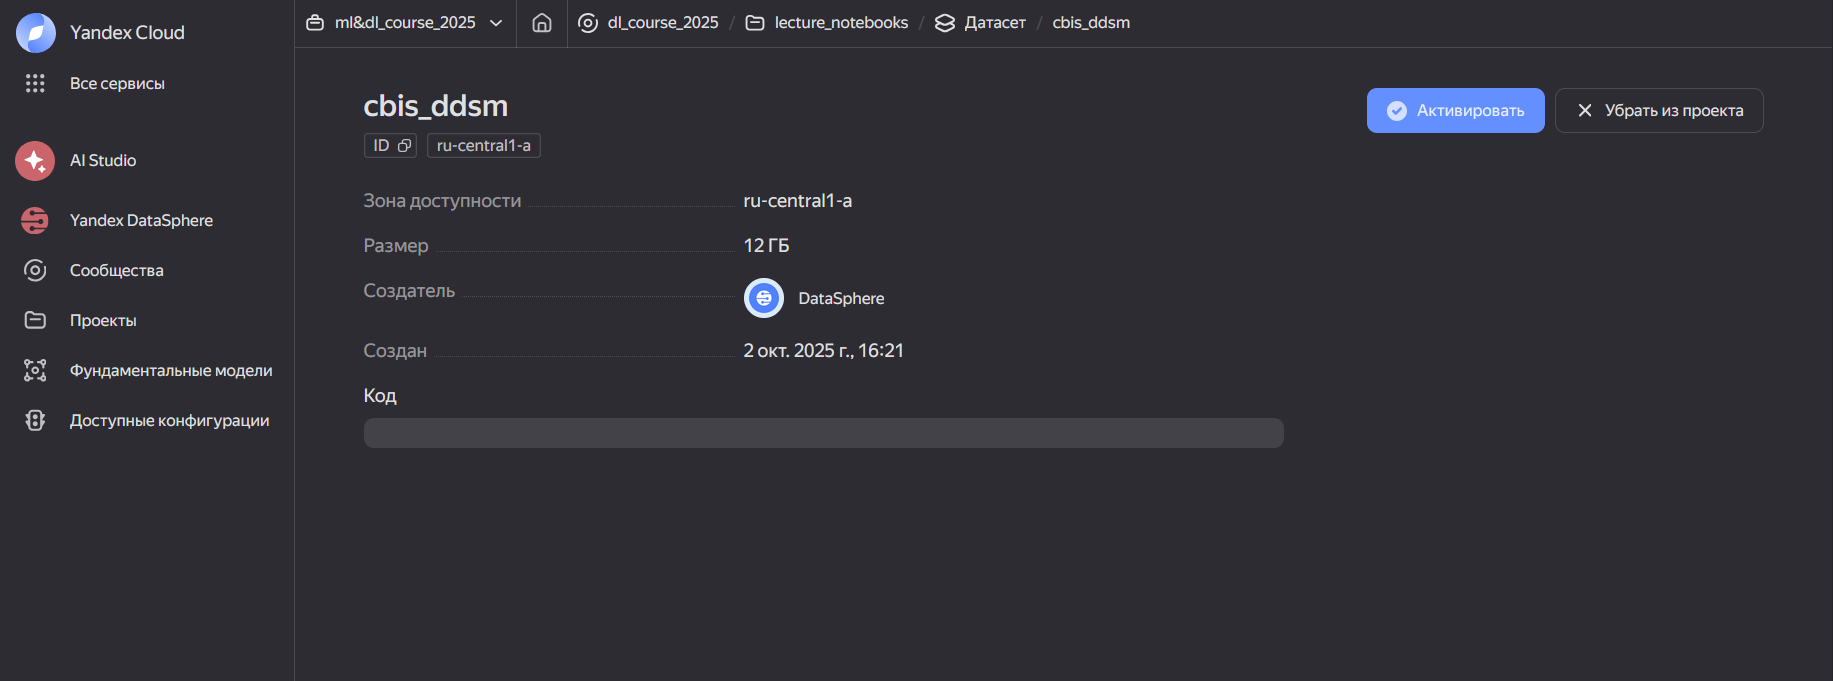 Yandex Cloud
Все сервисы
AI Studio
Yandex DataSphere
Сообщества
Проекты
Фундаментальные модели
Доступные конфигурации
ml&dl_course_2025
dl_course_2025 / lecture_notebooks / Датасет / cbis_ddsm
cbis_ddsm
Активировать
Убрать из проекта
ID
ru-central1-a
Зона доступности ru-central1-a
Размер 12 ГБ
Создатель DataSphere
Создан 2 окт. 2025 г., 16:21
Код